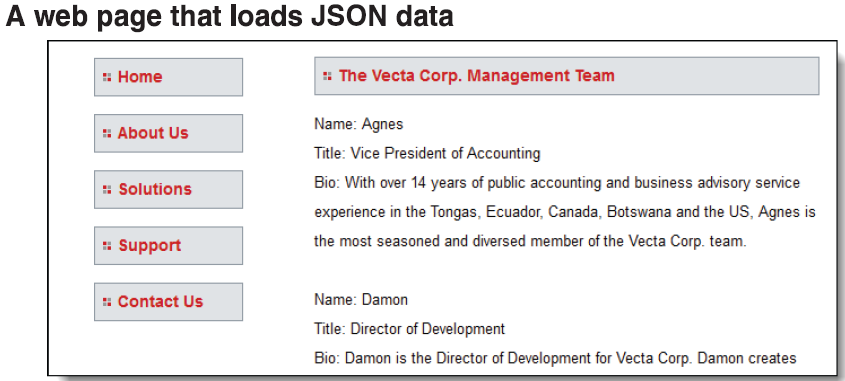 A web page that loads JSON data
Home
About Us
Solutions
Support
Contact Us
The Vecta Corp. Management Team
Name: Agnes
Title: Vice President of Accounting
Bio: With over 14 years of public accounting and business advisory service
experience in the Tongas, Ecuador, Canada, Botswana and the US, Agnes is
the most seasoned and diversed member of the Vecta Corp. team.
Name: Damon
Title: Director of Development
Bio: Damon is the Director of Development for Vecta Corp. Damon creates